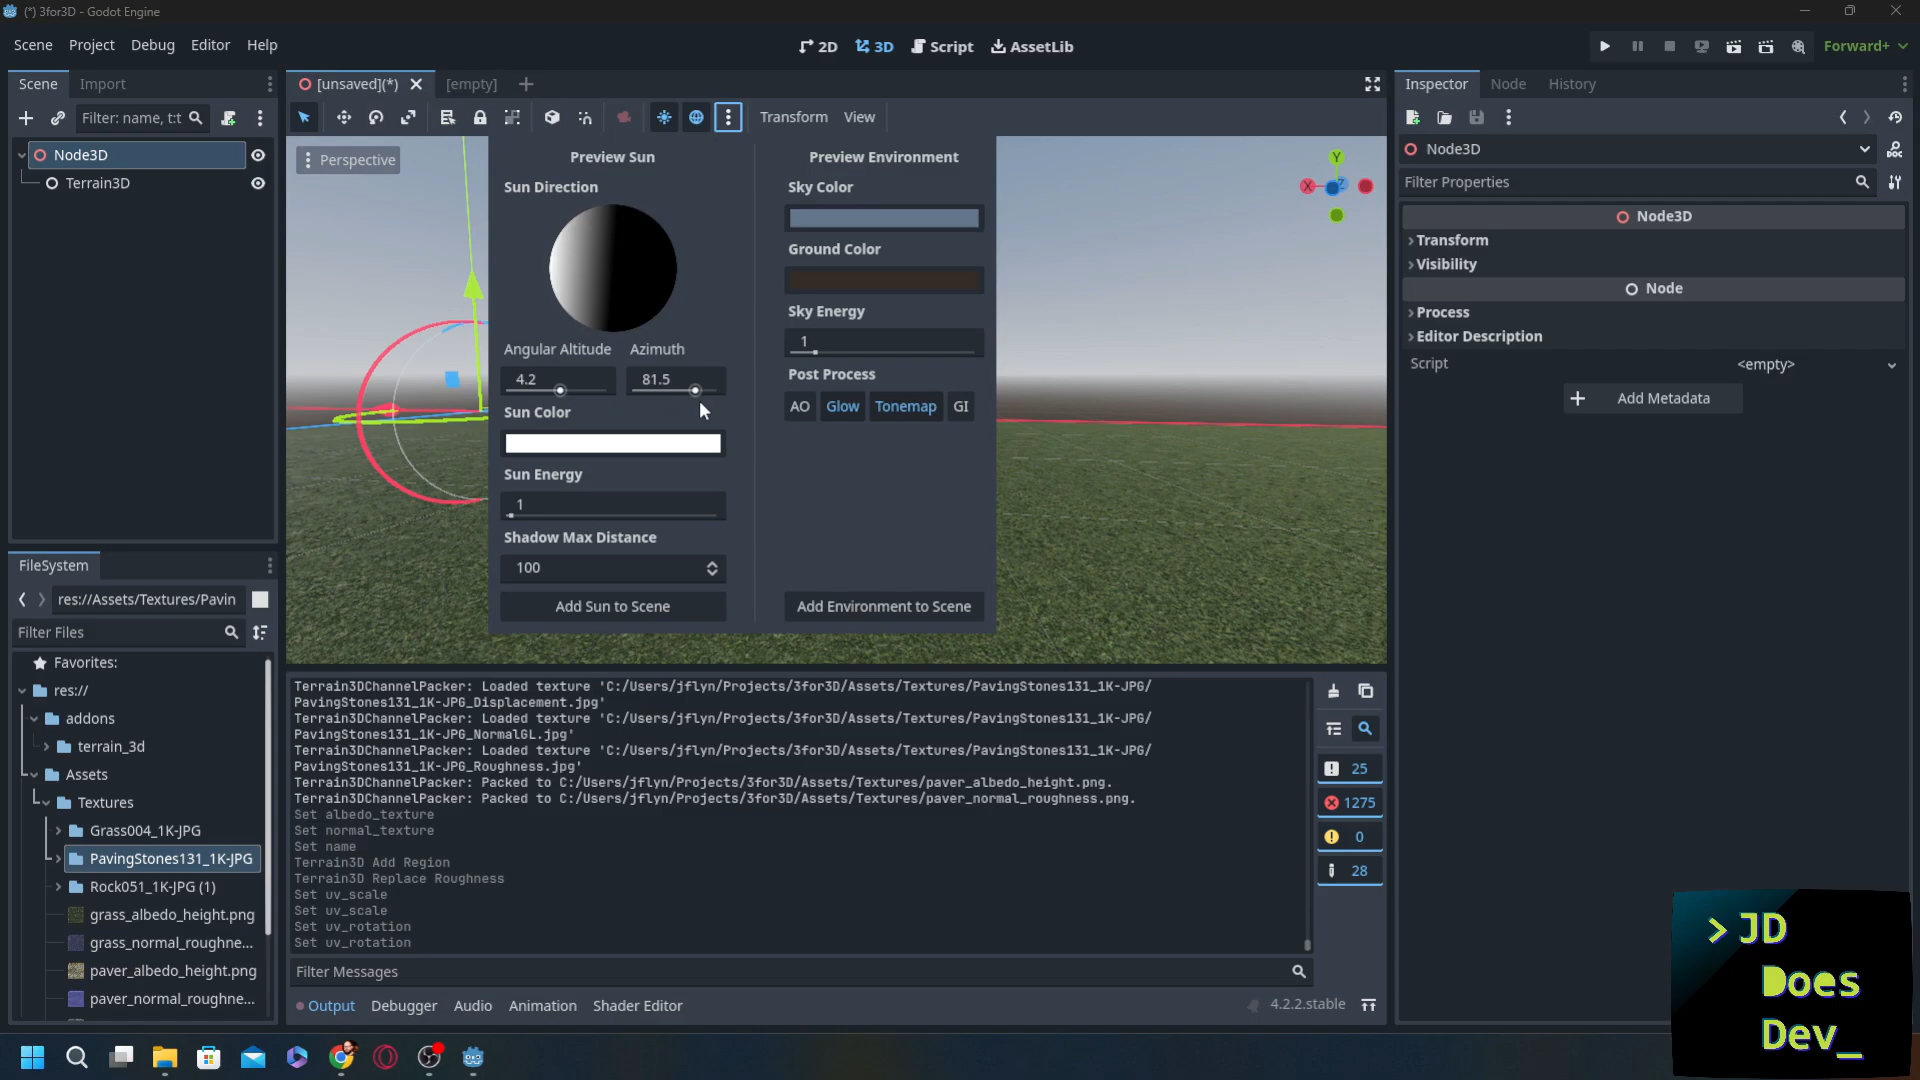 (*) 3for3D - Godot Engine
Scene Project Debug Editor Help
2D 3D Script AssetLib
Forward+
Scene Import
[unsaved](*) [empty]
Inspector Node History
Filter: name, t:t
Transform View
Node3D
Terrain3D
Perspective
Preview Sun
Sun Direction
Angular Altitude Azimuth
4.2 81.5
Sun Color
Sun Energy
1
Shadow Max Distance
100
Add Sun to Scene
Preview Environment
Sky Color
Ground Color
Sky Energy
1
Post Process
AO Glow Tonemap GI
Add Environment to Scene
Y
X Z
Node3D
Filter Properties
Node3D
Transform
Visibility
Node
Process
Editor Description
Script <empty>
Add Metadata
FileSystem
res://Assets/Textures/Pavin
Filter Files
Favorites:
res://
addons
terrain_3d
Assets
Textures
Grass004_1K-JPG
PavingStones131_1K-JPG
Rock051_1K-JPG (1)
grass_albedo_height.png
grass_normal_roughne...
paver_albedo_height.png
paver_normal_roughne...
Terrain3DChannelPacker: Loaded texture 'C:/Users/jflyn/Projects/3for3D/Assets/Textures/PavingStones131_1K-JPG/
PavingStones131_1K-JPG_Displacement.jpg'
Terrain3DChannelPacker: Loaded texture 'C:/Users/jflyn/Projects/3for3D/Assets/Textures/PavingStones131_1K-JPG/
PavingStones131_1K-JPG_NormalGL.jpg'
Terrain3DChannelPacker: Loaded texture 'C:/Users/jflyn/Projects/3for3D/Assets/Textures/PavingStones131_1K-JPG/
PavingStones131_1K-JPG_Roughness.jpg'
Terrain3DChannelPacker: Packed to C:/Users/jflyn/Projects/3for3D/Assets/Textures/paver_albedo_height.png.
Terrain3DChannelPacker: Packed to C:/Users/jflyn/Projects/3for3D/Assets/Textures/paver_normal_roughness.png.
Set albedo_texture
Set normal_texture
Set name
Terrain3D Add Region
Terrain3D Replace Roughness
Set uv_scale
Set uv_scale
Set uv_rotation
Set uv_rotation
25
1275
0
28
Filter Messages
Output Debugger Audio Animation Shader Editor
4.2.2.stable
>JD
Does
Dev_